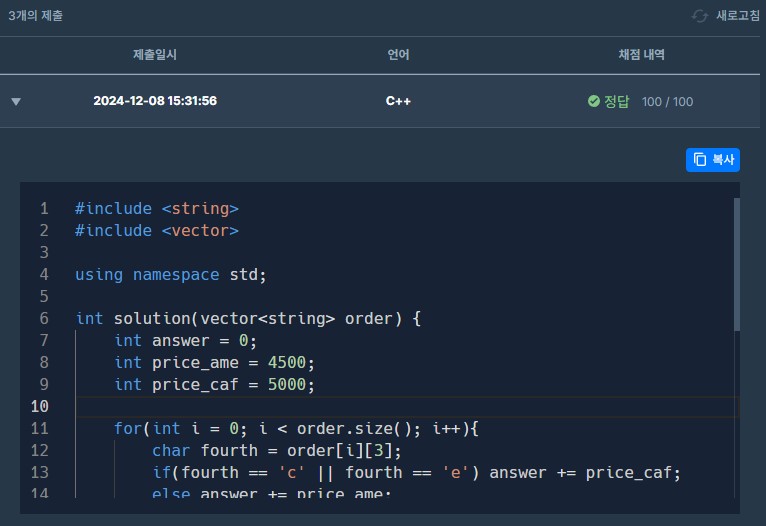 3개의 제출 새로고침
제출일시 언어 채점 내역
2024-12-08 15:31:56 C++ 정답 100 / 100
복사
1 #include <string>
2 #include <vector>
3
4 using namespace std;
5
6 int solution(vector<string> order) {
7 int answer = 0;
8 int price_ame = 4500;
9 int price_caf = 5000;
10
11 for(int i = 0; i < order.size(); i++){
12 char fourth = order[i][3];
13 if(fourth == 'c' || fourth == 'e') answer += price_caf;
14 else answer += price_ame;